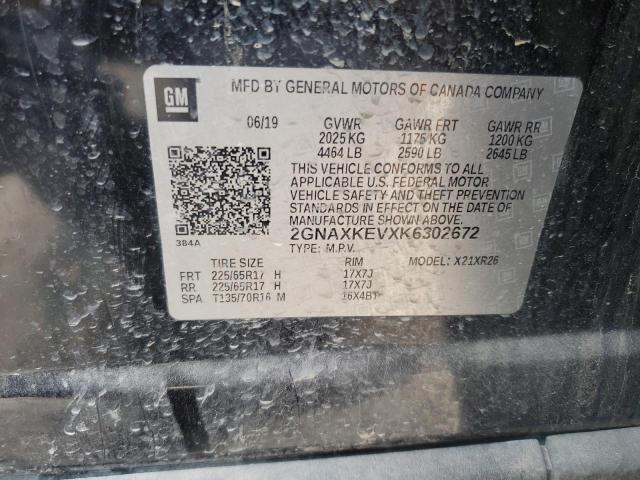 GM
MFD BY GENERAL MOTORS OF CANADA COMPANY
06/19 GVWR GAWR FRT GAWR RR
2025 KG 1175 KG 1200 KG
4464 LB 2590 LB 2645 LB
THIS VEHICLE CONFORMS TO ALL
APPLICABLE U.S. FEDERAL MOTOR
VEHICLE SAFETY AND THEFT PREVENTION
STANDARDS IN EFFECT ON THE DATE OF
MANUFACTURE SHOWN ABOVE.
384A 2GNAXKEVXK6302672
TYPE: M.P.V. MODEL: X21XR26
TIRE SIZE RIM
FRT 225/65R17 H 17X7J
RR 225/65R17 H 17X7J
SPA T135/70R16 M 16X4BT